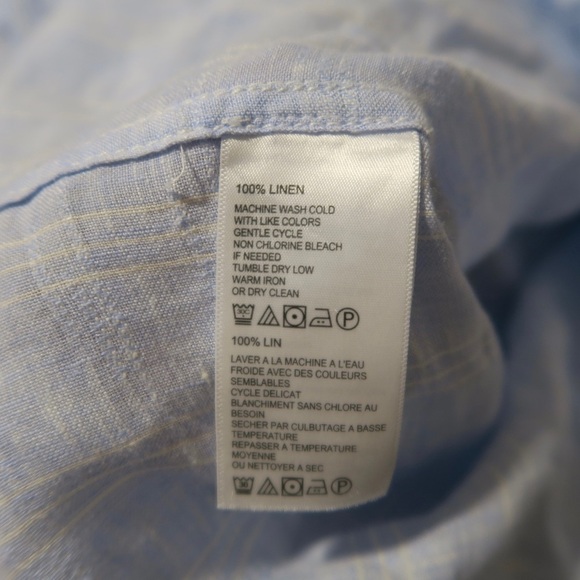 100% LINEN
MACHINE WASH COLD
WITH LIKE COLORS
GENTLE CYCLE
NON CHLORINE BLEACH
IF NEEDED
TUMBLE DRY LOW
WARM IRON
OR DRY CLEAN
30C P
100% LIN
LAVER A LA MACHINE A L'EAU
FROIDE AVEC DES COULEURS
SEMBLABLES
CYCLE DELICAT
BLANCHIMENT SANS CHLORE AU
BESOIN
SECHER PAR CULBUTAGE A BASSE
TEMPERATURE
REPASSER A TEMPERATURE
MOYENNE
OU NETTOYER A SEC
P